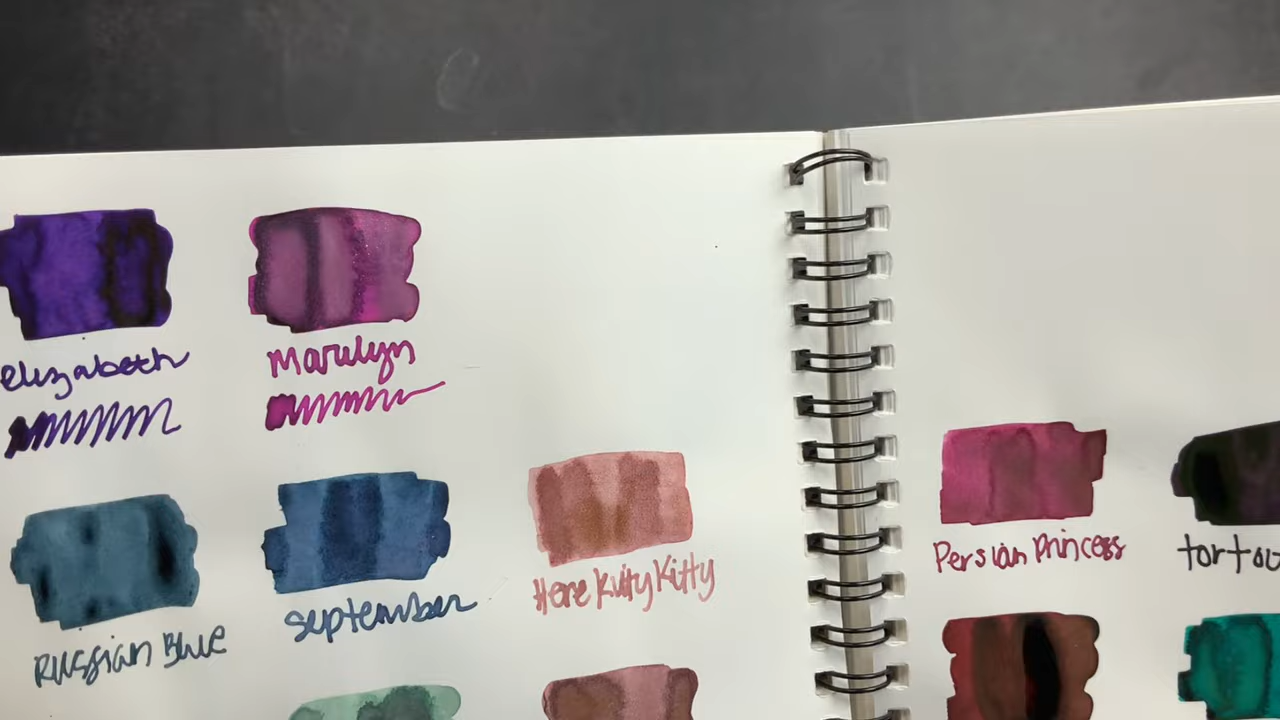 elizabeth
Marilyn
Russian Blue
september
Here Kitty Kitty
Persian Princess